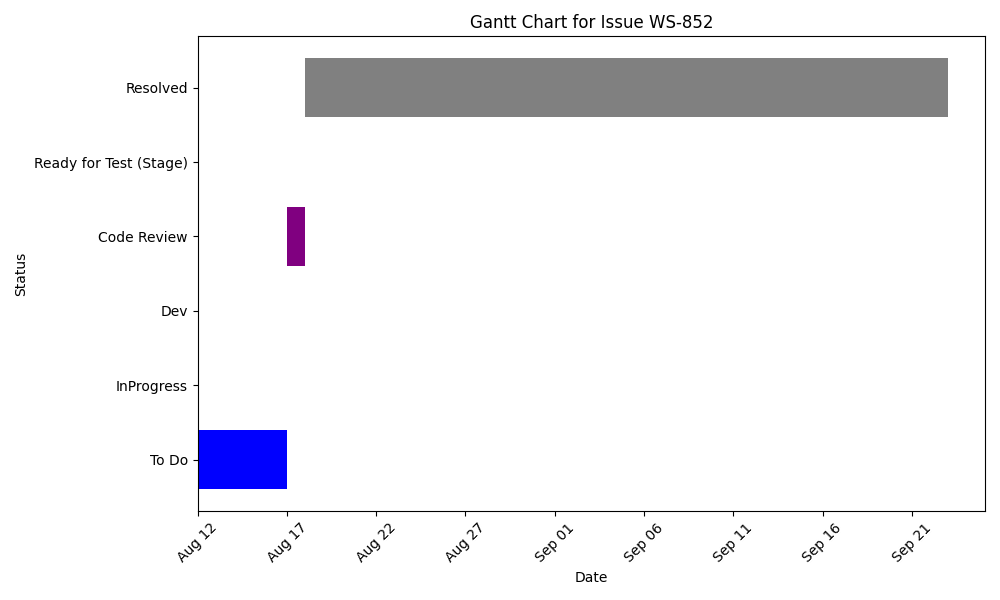 Gantt Chart for Issue WS-852
Status
Resolved
Ready for Test (Stage)
Code Review
Dev
InProgress
To Do
Aug 12
Aug 17
Aug 22
Aug 27
Sep 01
Sep 06
Sep 11
Sep 16
Sep 21
Date